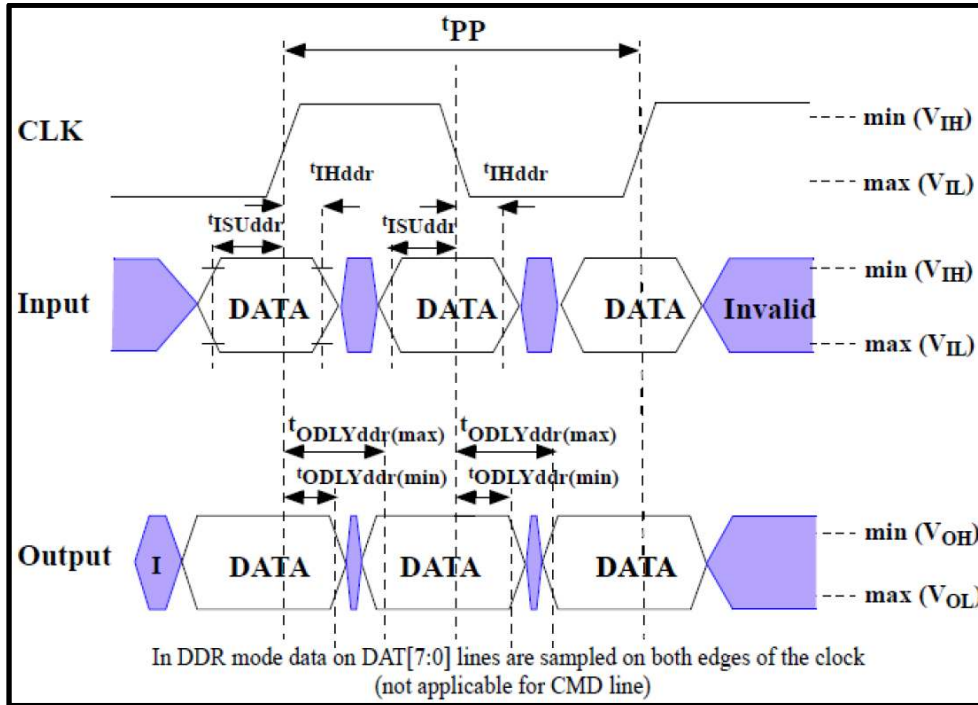 tPP
CLK
min (VIH)
tIHddr
tIHddr
max (VIL)
tISUddr
tISUddr
Input
DATA
DATA
DATA
Invalid
min (VIH)
max (VIL)
tODLYddr(max)
tODLYddr(max)
tODLYddr(min)
tODLYddr(min)
Output
I
DATA
DATA
DATA
min (VOH)
max (VOL)
In DDR mode data on DAT[7:0] lines are sampled on both edges of the clock
(not applicable for CMD line)